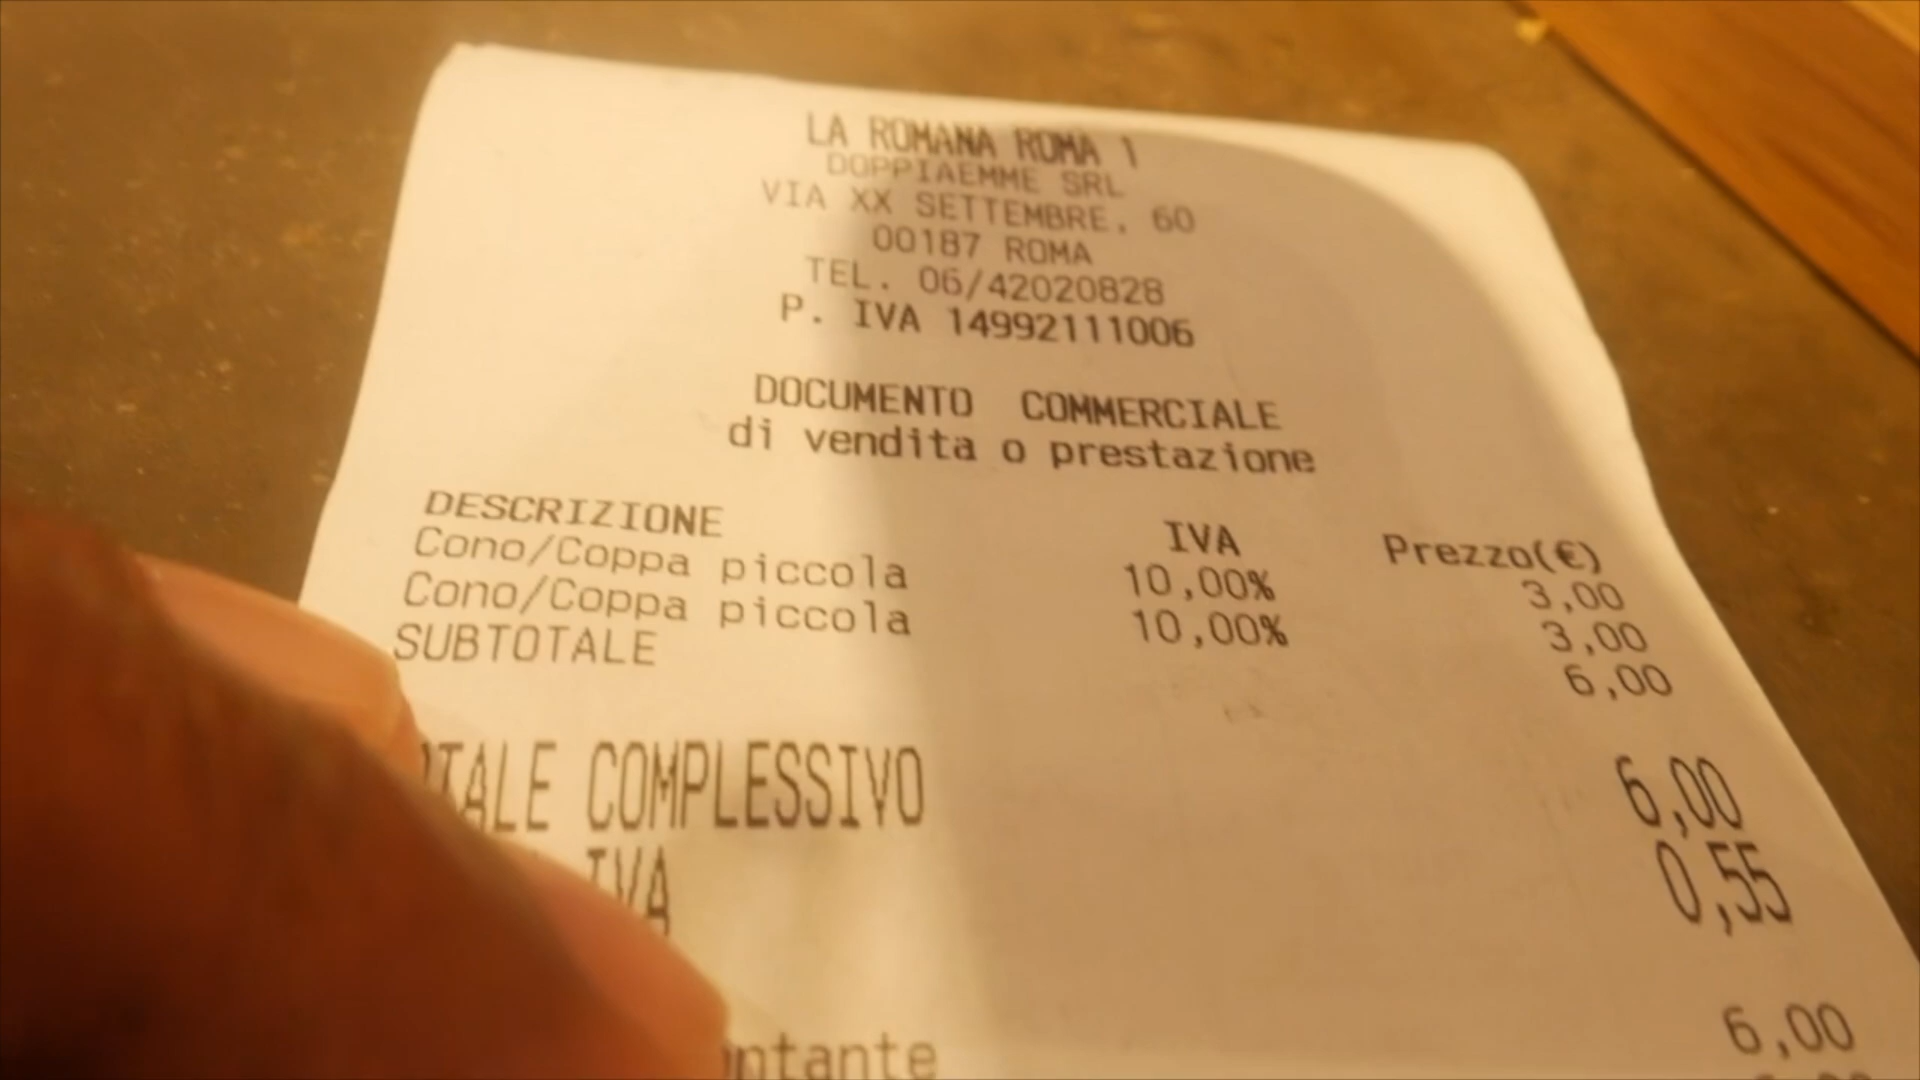 LA ROMANA ROMA 1
DOPPIAEMME SRL
VIA XX SETTEMBRE, 60
00187 ROMA
TEL. 06/42020828
P. IVA 14992111006
DOCUMENTO COMMERCIALE
di vendita o prestazione
DESCRIZIONE IVA Prezzo(€)
Cono/Coppa piccola 10,00% 3,00
Cono/Coppa piccola 10,00% 3,00
SUBTOTALE 6,00
COMPLESSIVO 6,00
IVA 0,55
6,00